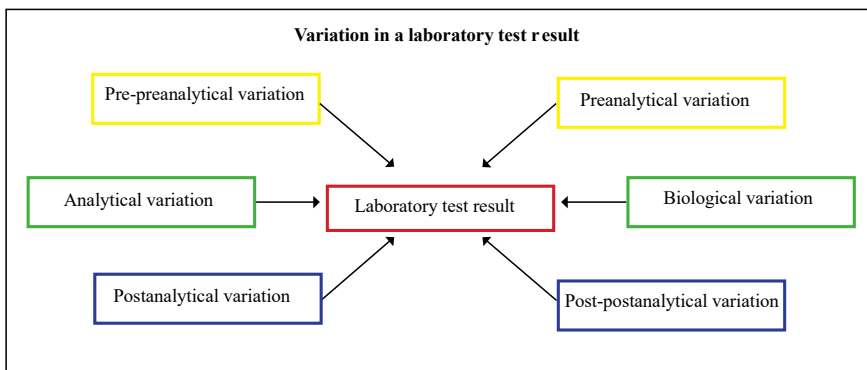 Variation in a laboratory test result
Pre-preanalytical variation
Preanalytical variation
Analytical variation
Laboratory test result
Biological variation
Postanalytical variation
Post-postanalytical variation